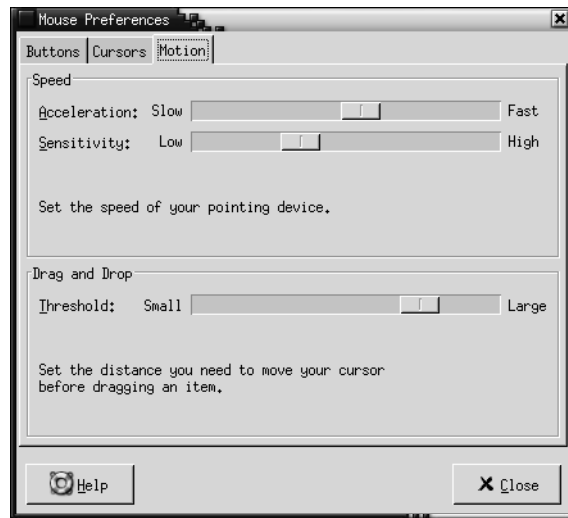 Mouse Preferences
Buttons Cursors Motion
Speed
Acceleration: Slow Fast
Sensitivity: Low High
Set the speed of your pointing device.
Drag and Drop
Threshold: Small Large
Set the distance you need to move your cursor
before dragging an item.
Help Close